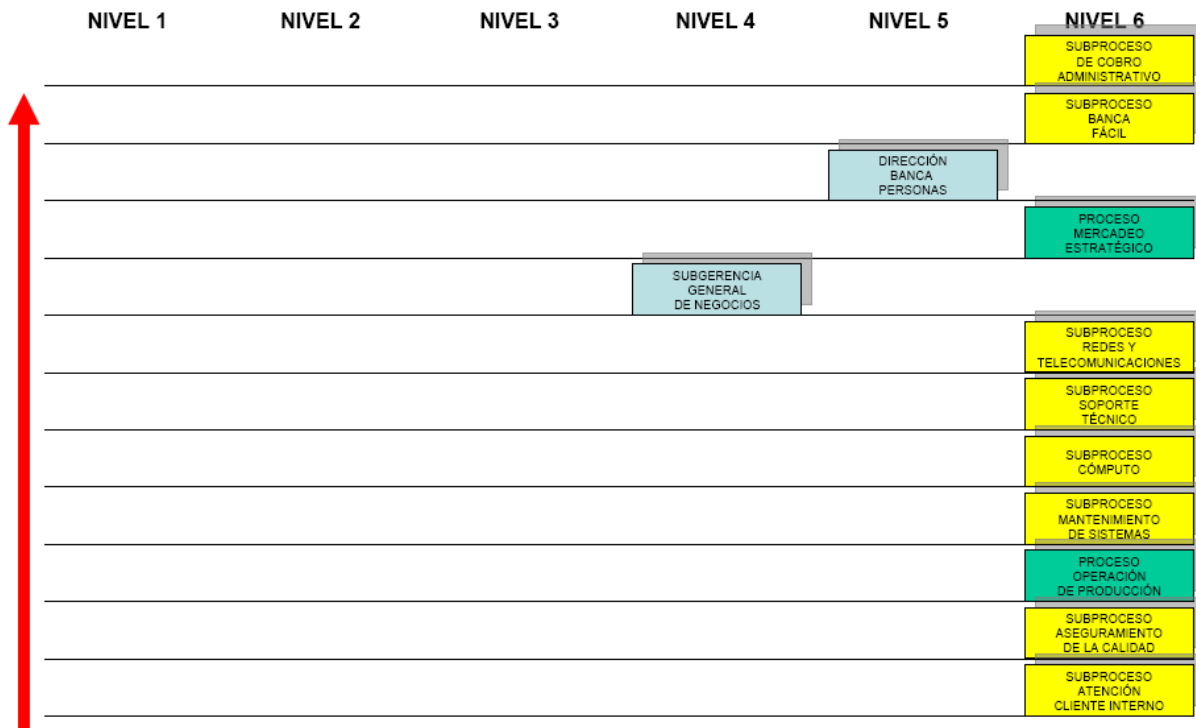 NIVEL 1 NIVEL 2 NIVEL 3 NIVEL 4 NIVEL 5 NIVEL 6
SUBPROCESO
DE COBRO
ADMINISTRATIVO
SUBPROCESO
BANCA
FÁCIL
DIRECCIÓN
BANCA
PERSONAS
PROCESO
MERCADEO
ESTRATÉGICO
SUBGERENCIA
GENERAL
DE NEGOCIOS
SUBPROCESO
REDES Y
TELECOMUNICACIONES
SUBPROCESO
SOPORTE
TÉCNICO
SUBPROCESO
CÓMPUTO
SUBPROCESO
MANTENIMIENTO
DE SISTEMAS
PROCESO
OPERACIÓN
DE PRODUCCIÓN
SUBPROCESO
ASEGURAMIENTO
DE LA CALIDAD
SUBPROCESO
ATENCIÓN
CLIENTE INTERNO